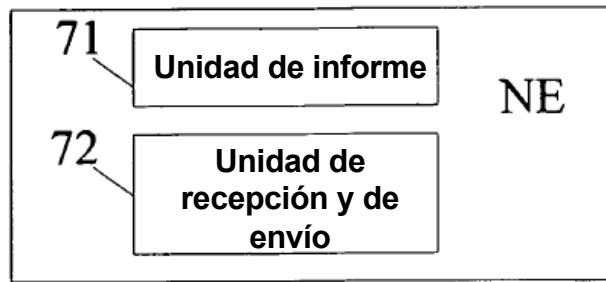 71
Unidad de informe
NE
72
Unidad de
recepción y de
envío